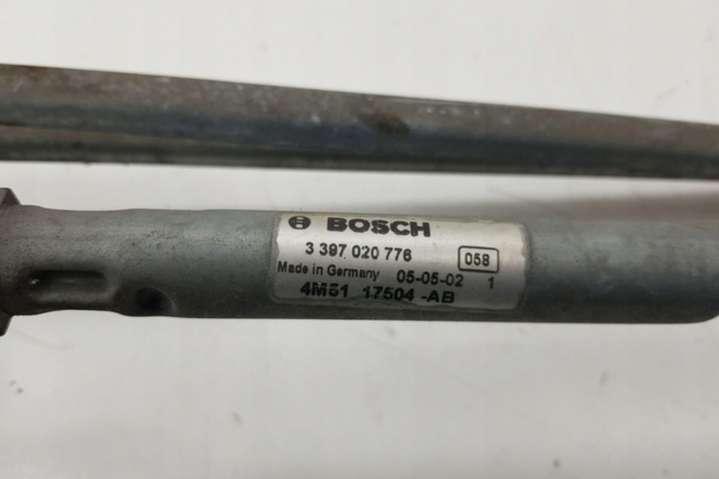 BOSCH
3 397 020 776 058
Made in Germany 05-05-02 1
4M51 17504-AB